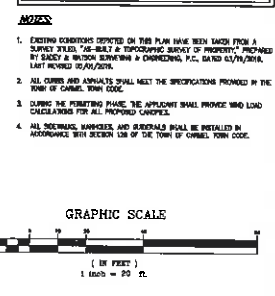 NOTES:
1. EXISTING CONDITIONS DEPICTED ON THIS PLAN HAVE BEEN TAKEN FROM A
SURVEY TITLED, "AS-BUILT & TOPOGRAPHIC SURVEY OF PROPERTY," PREPARED
BY BADEY & WATSON SURVEYING & ENGINEERING, P.C., DATED
LAST REVISED
2. ALL CURBS AND ASPHALTS SHALL MEET THE SPECIFICATIONS PROVIDED IN THE
TOWN OF CARMEL TOWN CODE.
3. DURING THE PERMITTING PHASE, THE APPLICANT SHALL PROVIDE WIND LOAD
CALCULATIONS FOR ALL PROPOSED CANOPIES.
4. ALL SIDEWALKS, MANHOLES, AND SHALL BE INSTALLED IN
ACCORDANCE WITH SECTION 128 OF THE TOWN OF CARMEL TOWN CODE.
GRAPHIC SCALE
( IN FEET )
1 inch = 20 ft.